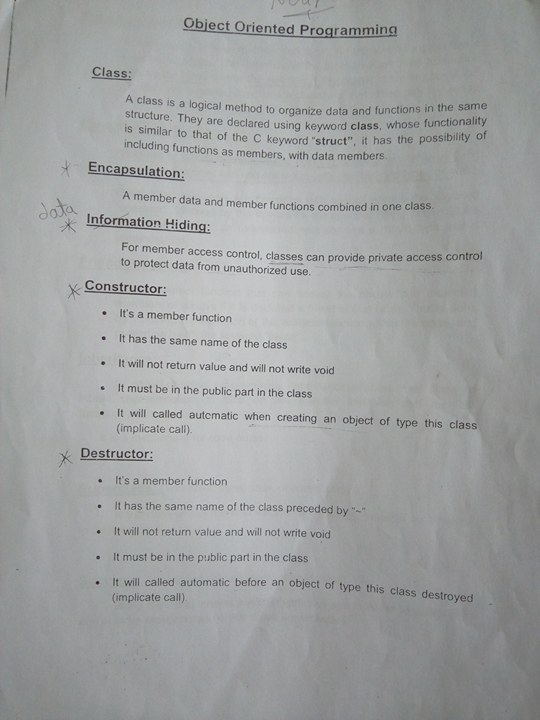 Object Oriented Programming
Class:
A class is a logical method to organize data and functions in the same
structure. They are declared using keyword class, whose functionality
is similar to that of the C keyword "struct", it has the possibility of
including functions as members, with data members.
Encapsulation:
A member data and member functions combined in one class.
data
Information Hiding:
For member access control, classes can provide private access control
to protect data from unauthorized use.
Constructor:
• It's a member function
• It has the same name of the class
• It will not return value and will not write void
• It must be in the public part in the class
• It will called automatic when creating an object of type this class
(implicate call).
Destructor:
• It's a member function
• It has the same name of the class preceded by "~"
• It will not return value and will not write void
• It must be in the public part in the class
• It will called automatic before an object of type this class destroyed
(implicate call)